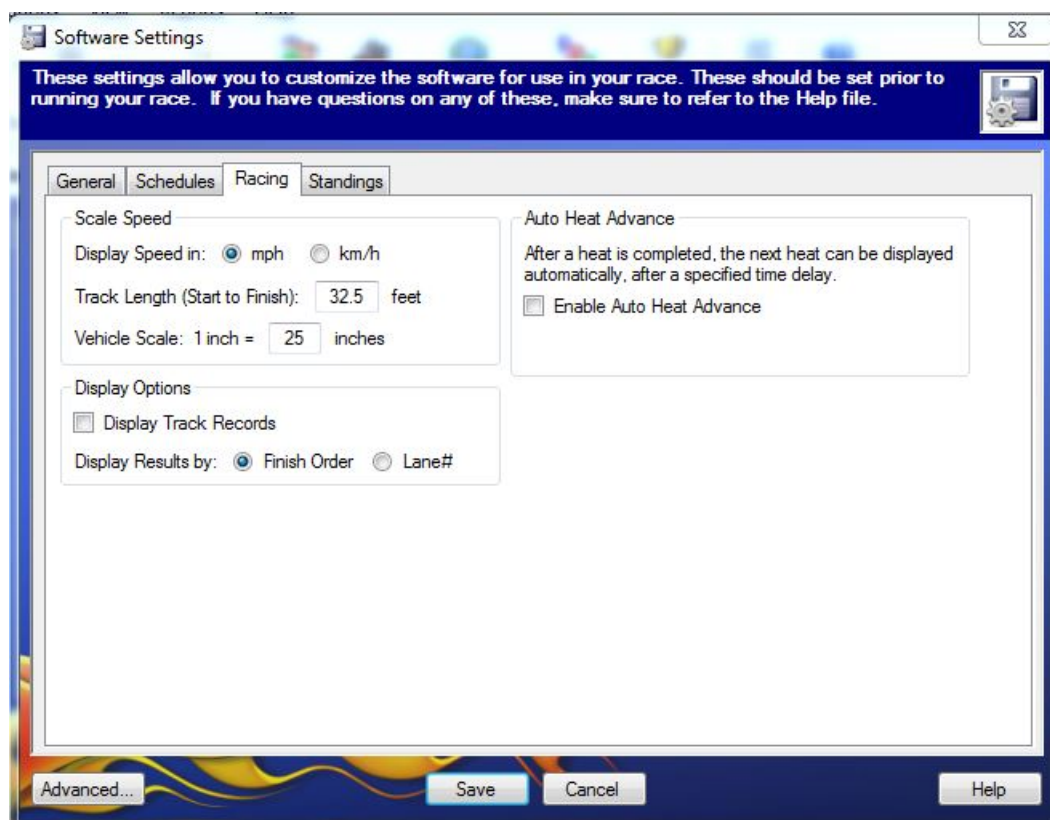 Software Settings
These settings allow you to customize the software for use in your race. These should be set prior to
running your race. If you have questions on any of these, make sure to refer to the Help file.
General Schedules Racing Standings
Scale Speed
Display Speed in: mph km/h
Track Length (Start to Finish): 32.5 feet
Vehicle Scale: 1 inch = 25 inches
Display Options
Display Track Records
Display Results by: Finish Order Lane#
Auto Heat Advance
After a heat is completed, the next heat can be displayed
automatically, after a specified time delay.
Enable Auto Heat Advance
Advanced... Save Cancel Help